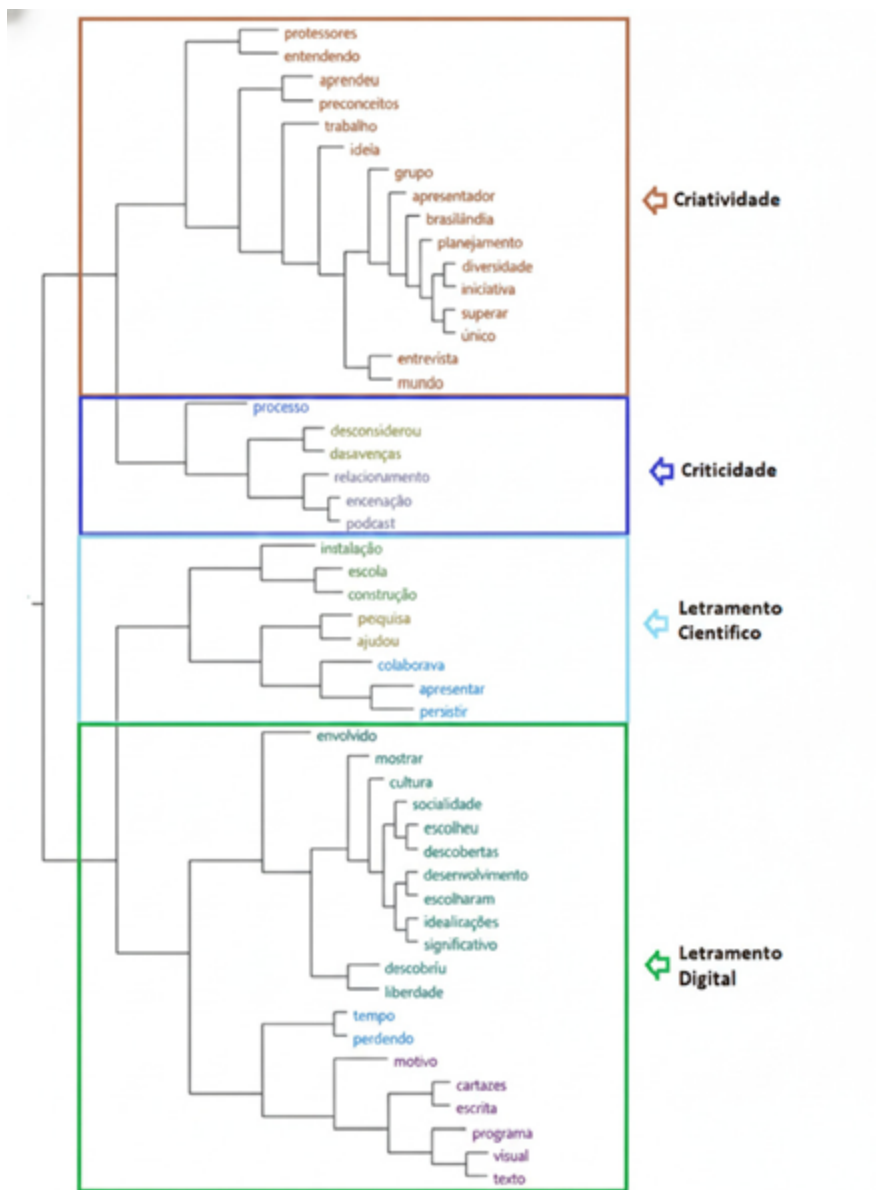 protessores
entendendo
aprendeu
preconceitos
trabalho
ideia
grupo
apresentador
brasilândia
planejamento
diversidade
iniciativa
superar
único
entrevista
mundo
Criatividade
processo
desconsiderou
dasavenças
relacionamento
encenação
podcast
Criticidade
instalação
escola
construção
pesquisa
ajudou
colaborava
apresentar
persistir
Letramento
Cientifico
envolvido
mostrar
cultura
socialidade
escolheu
descobertas
desenvolvimento
escolharam
idealizações
significativo
descobriu
liberdade
tempo
perdendo
motivo
cartazes
escrita
programa
visual
texto
Letramento
Digital